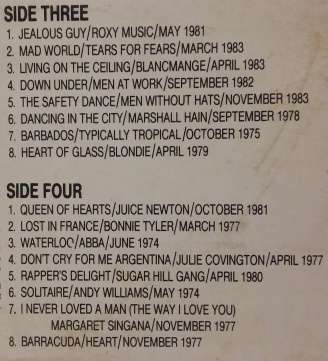 SIDE THREE
1. JEALOUS GUY/ROXY MUSIC/MAY 1981
2. MAD WORLD/TEARS FOR FEARS/MARCH 1983
3. LIVING ON THE CEILING/BLANCMANGE/APRIL 1983
4. DOWN UNDER/MEN AT WORK/SEPTEMBER 1982
5. THE SAFETY DANCE/MEN WITHOUT HATS/NOVEMBER 1983
6. DANCING IN THE CITY/MARSHALL HAIN/SEPTEMBER 1978
7. BARBADOS/TYPICALLY TROPICAL/OCTOBER 1975
8. HEART OF GLASS/BLONDIE/APRIL 1979
SIDE FOUR
1. QUEEN OF HEARTS/JUICE NEWTON/OCTOBER 1981
2. LOST IN FRANCE/BONNIE TYLER/MARCH 1977
3. WATERLOO/ABBA/JUNE 1974
4. DON'T CRY FOR ME ARGENTINA/JULIE COVINGTON/APRIL 1977
5. RAPPER'S DELIGHT/SUGAR HILL GANG/APRIL 1980
6. SOLITAIRE/ANDY WILLIAMS/MAY 1974
7. I NEVER LOVED A MAN (THE WAY I LOVE YOU)
MARGARET SINGANA/NOVEMBER 1977
8. BARRACUDA/HEART/NOVEMBER 1977